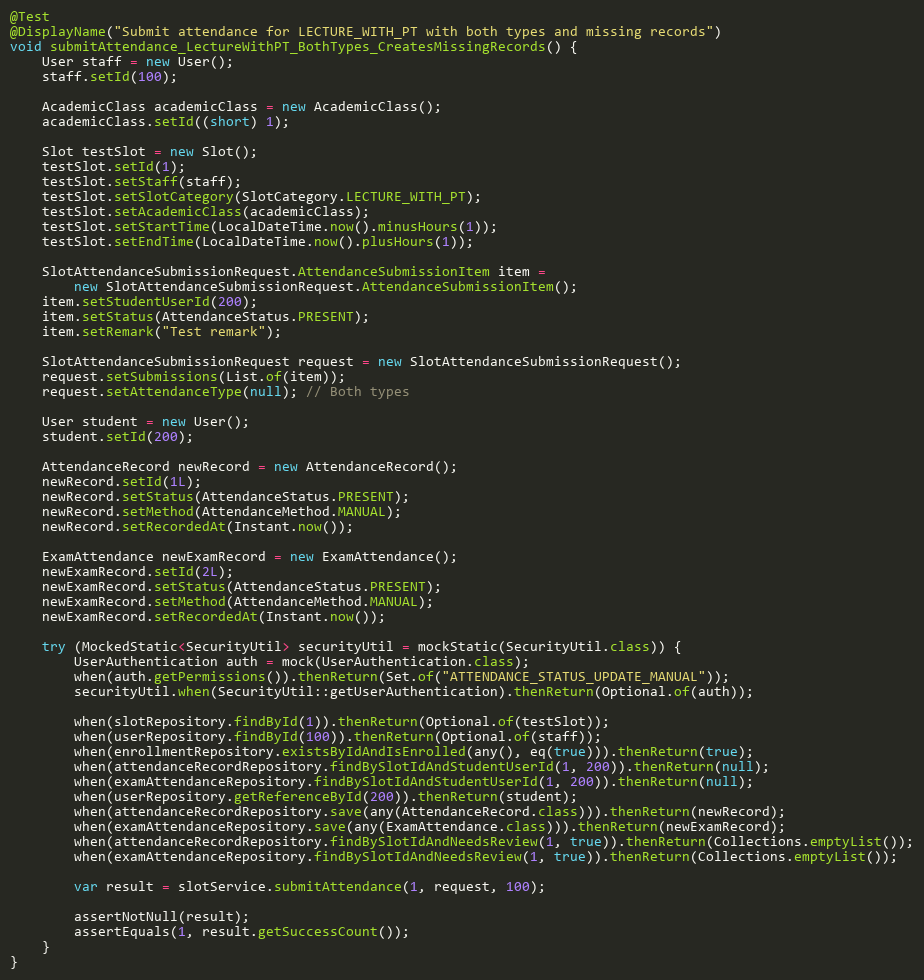 @Test
@DisplayName("Submit attendance for LECTURE_WITH_PT with both types and missing records")
void submitAttendance_LectureWithPT_BothTypes_CreatesMissingRecords() {
    User staff = new User();
    staff.setId(100);

    AcademicClass academicClass = new AcademicClass();
    academicClass.setId((short) 1);

    Slot testSlot = new Slot();
    testSlot.setId(1);
    testSlot.setStaff(staff);
    testSlot.setSlotCategory(SlotCategory.LECTURE_WITH_PT);
    testSlot.setAcademicClass(academicClass);
    testSlot.setStartTime(LocalDateTime.now().minusHours(1));
    testSlot.setEndTime(LocalDateTime.now().plusHours(1));

    SlotAttendanceSubmissionRequest.AttendanceSubmissionItem item =
        new SlotAttendanceSubmissionRequest.AttendanceSubmissionItem();
    item.setStudentUserId(200);
    item.setStatus(AttendanceStatus.PRESENT);
    item.setRemark("Test remark");

    SlotAttendanceSubmissionRequest request = new SlotAttendanceSubmissionRequest();
    request.setSubmissions(List.of(item));
    request.setAttendanceType(null); // Both types

    User student = new User();
    student.setId(200);

    AttendanceRecord newRecord = new AttendanceRecord();
    newRecord.setId(1L);
    newRecord.setStatus(AttendanceStatus.PRESENT);
    newRecord.setMethod(AttendanceMethod.MANUAL);
    newRecord.setRecordedAt(Instant.now());

    ExamAttendance newExamRecord = new ExamAttendance();
    newExamRecord.setId(2L);
    newExamRecord.setStatus(AttendanceStatus.PRESENT);
    newExamRecord.setMethod(AttendanceMethod.MANUAL);
    newExamRecord.setRecordedAt(Instant.now());

    try (MockedStatic<SecurityUtil> securityUtil = mockStatic(SecurityUtil.class)) {
        UserAuthentication auth = mock(UserAuthentication.class);
        when(auth.getPermissions()).thenReturn(Set.of("ATTENDANCE_STATUS_UPDATE_MANUAL"));
        securityUtil.when(SecurityUtil::getUserAuthentication).thenReturn(Optional.of(auth));

        when(slotRepository.findById(1)).thenReturn(Optional.of(testSlot));
        when(userRepository.findById(100)).thenReturn(Optional.of(staff));
        when(enrollmentRepository.existsByIdAndIsEnrolled(any(), eq(true))).thenReturn(true);
        when(attendanceRecordRepository.findBySlotIdAndStudentUserId(1, 200)).thenReturn(null);
        when(examAttendanceRepository.findBySlotIdAndStudentUserId(1, 200)).thenReturn(null);
        when(userRepository.getReferenceById(200)).thenReturn(student);
        when(attendanceRecordRepository.save(any(AttendanceRecord.class))).thenReturn(newRecord);
        when(examAttendanceRepository.save(any(ExamAttendance.class))).thenReturn(newExamRecord);
        when(attendanceRecordRepository.findBySlotIdAndNeedsReview(1, true)).thenReturn(Collections.emptyList());
        when(examAttendanceRepository.findBySlotIdAndNeedsReview(1, true)).thenReturn(Collections.emptyList());

        var result = slotService.submitAttendance(1, request, 100);

        assertNotNull(result);
        assertEquals(1, result.getSuccessCount());
    }
}